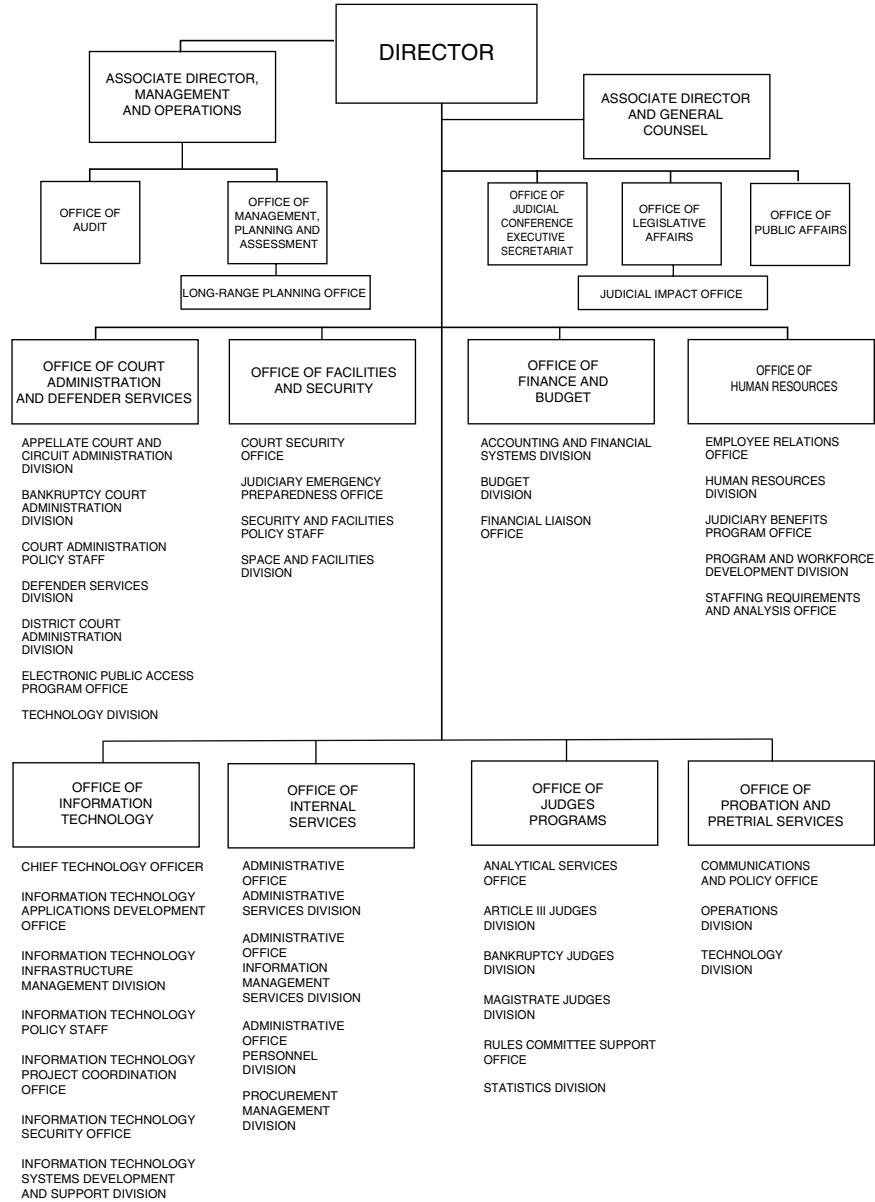 DIRECTOR
ASSOCIATE DIRECTOR,
MANAGEMENT
AND OPERATIONS
ASSOCIATE DIRECTOR
AND GENERAL
COUNSEL
OFFICE OF
AUDIT
OFFICE OF
MANAGEMENT,
PLANNING AND
ASSESSMENT
LONG-RANGE PLANNING OFFICE
OFFICE OF
JUDICIAL
CONFERENCE
EXECUTIVE
SECRETARIAT
OFFICE OF
LEGISLATIVE
AFFAIRS
OFFICE OF
PUBLIC AFFAIRS
JUDICIAL IMPACT OFFICE
OFFICE OF COURT
ADMINISTRATION
AND DEFENDER SERVICES
APPELLATE COURT AND
CIRCUIT ADMINISTRATION
DIVISION
BANKRUPTCY COURT
ADMINISTRATION
DIVISION
COURT ADMINISTRATION
POLICY STAFF
DEFENDER SERVICES
DIVISION
DISTRICT COURT
ADMINISTRATION
DIVISION
ELECTRONIC PUBLIC ACCESS
PROGRAM OFFICE
TECHNOLOGY DIVISION
OFFICE OF FACILITIES
AND SECURITY
COURT SECURITY
OFFICE
JUDICIARY EMERGENCY
PREPAREDNESS OFFICE
SECURITY AND FACILITIES
POLICY STAFF
SPACE AND FACILITIES
DIVISION
OFFICE OF
FINANCE AND
BUDGET
ACCOUNTING AND FINANCIAL
SYSTEMS DIVISION
BUDGET
DIVISION
FINANCIAL LIAISON
OFFICE
OFFICE OF
HUMAN RESOURCES
EMPLOYEE RELATIONS
OFFICE
HUMAN RESOURCES
DIVISION
JUDICIARY BENEFITS
PROGRAM OFFICE
PROGRAM AND WORKFORCE
DEVELOPMENT DIVISION
STAFFING REQUIREMENTS
AND ANALYSIS OFFICE
OFFICE OF
INFORMATION
TECHNOLOGY
CHIEF TECHNOLOGY OFFICER
INFORMATION TECHNOLOGY
APPLICATIONS DEVELOPMENT
OFFICE
INFORMATION TECHNOLOGY
INFRASTRUCTURE
MANAGEMENT DIVISION
INFORMATION TECHNOLOGY
POLICY STAFF
INFORMATION TECHNOLOGY
PROJECT COORDINATION
OFFICE
INFORMATION TECHNOLOGY
SECURITY OFFICE
INFORMATION TECHNOLOGY
SYSTEMS DEVELOPMENT
AND SUPPORT DIVISION
OFFICE OF
INTERNAL
SERVICES
ADMINISTRATIVE
OFFICE
ADMINISTRATIVE
SERVICES DIVISION
ADMINISTRATIVE
OFFICE
INFORMATION
MANAGEMENT
SERVICES DIVISION
ADMINISTRATIVE
OFFICE
PERSONNEL
DIVISION
PROCUREMENT
MANAGEMENT
DIVISION
OFFICE OF
JUDGES
PROGRAMS
ANALYTICAL SERVICES
OFFICE
ARTICLE III JUDGES
DIVISION
BANKRUPTCY JUDGES
DIVISION
MAGISTRATE JUDGES
DIVISION
RULES COMMITTEE SUPPORT
OFFICE
STATISTICS DIVISION
OFFICE OF
PROBATION AND
PRETRIAL SERVICES
COMMUNICATIONS
AND POLICY OFFICE
OPERATIONS
DIVISION
TECHNOLOGY
DIVISION